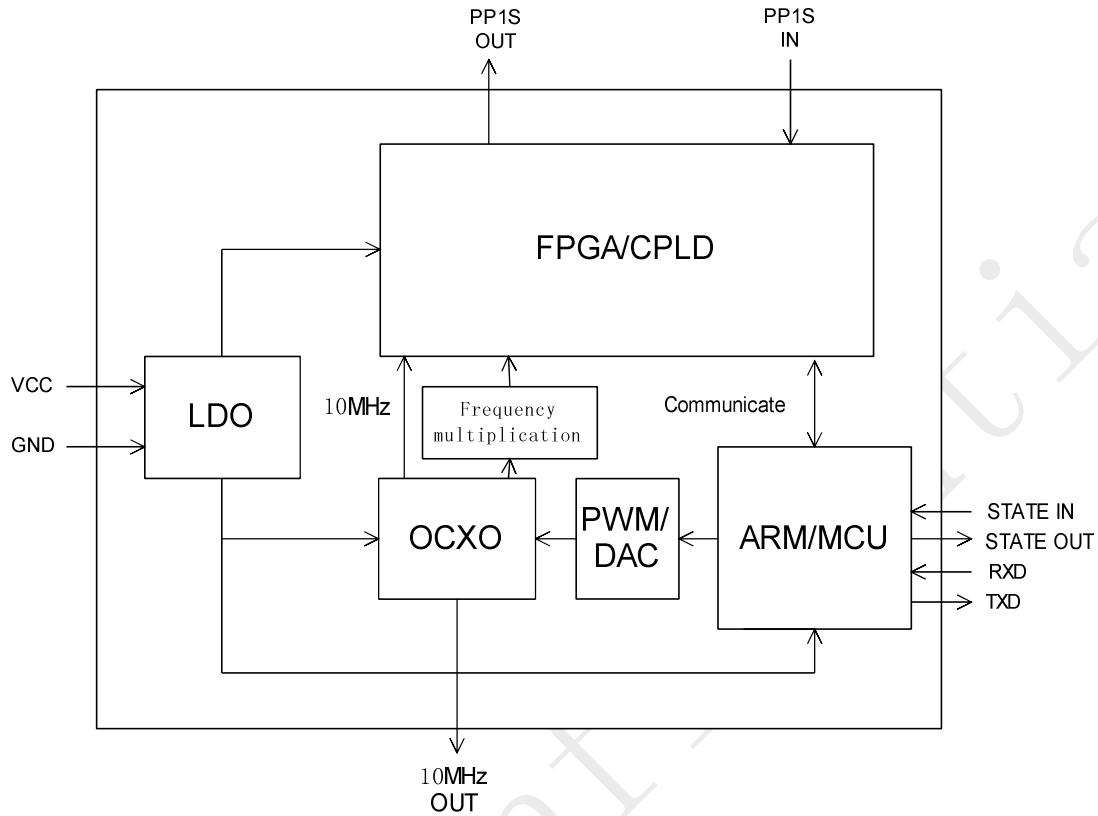 PP1S
OUT
PP1S
IN
FPGA/CPLD
VCC
GND
LDO
10MHz
Frequency
multiplication
Communicate
OCXO
PWM/
DAC
ARM/MCU
STATE IN
STATE OUT
RXD
TXD
10MHz
OUT